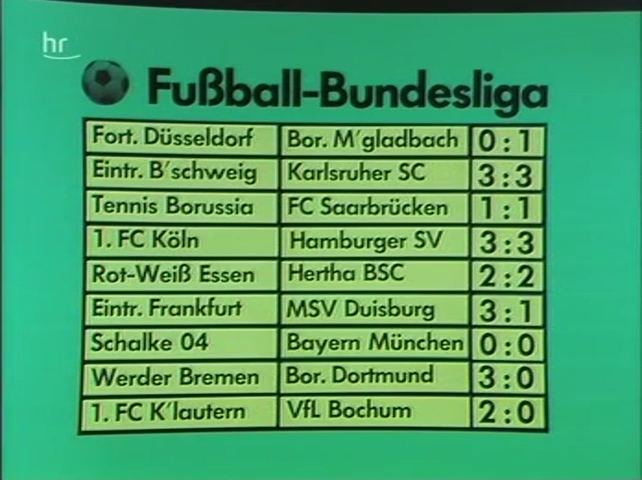 hr
Fußball-Bundesliga
Fort. Düsseldorf Bor. M'gladbach 0:1
Eintr. B'schweig Karlsruher SC 3:3
Tennis Borussia FC Saarbrücken 1:1
1. FC Köln Hamburger SV 3:3
Rot-Weiß Essen Hertha BSC 2:2
Eintr. Frankfurt MSV Duisburg 3:1
Schalke 04 Bayern München 0:0
Werder Bremen Bor. Dortmund 3:0
1. FC K'lautern VfL Bochum 2:0